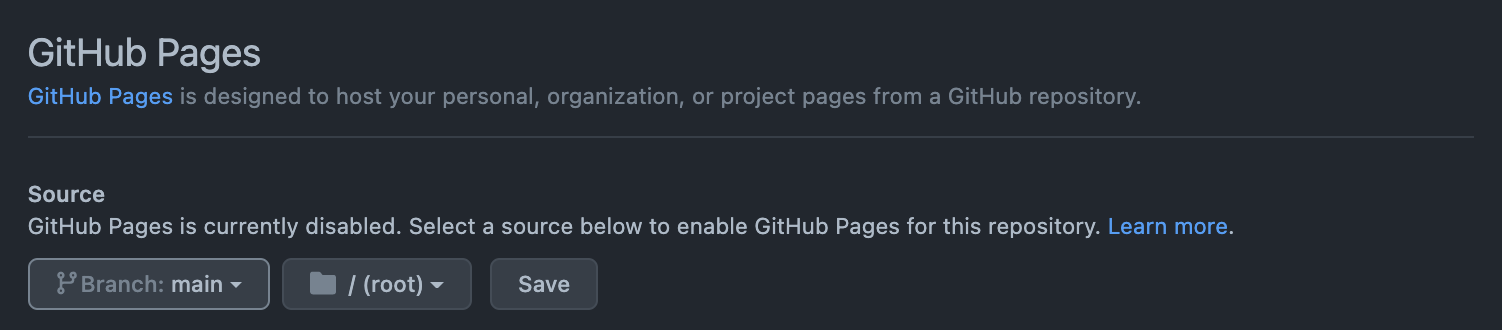 GitHub Pages
GitHub Pages is designed to host your personal, organization, or project pages from a GitHub repository.
Source
GitHub Pages is currently disabled. Select a source below to enable GitHub Pages for this repository. Learn more.
Branch: main / (root) Save